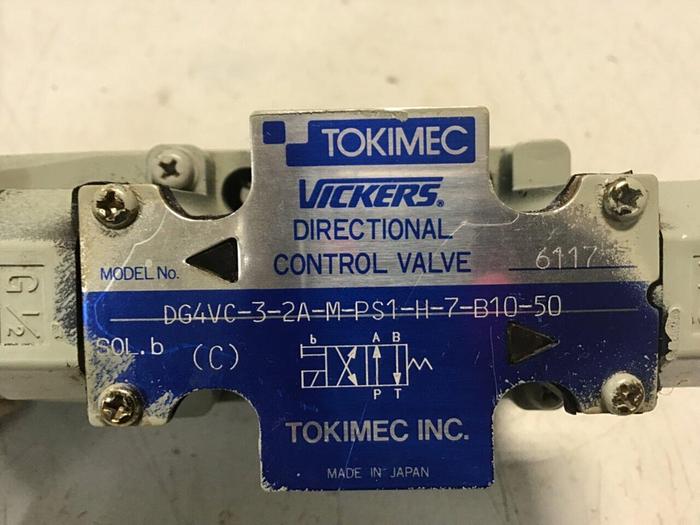 TOKIMEC
VICKERS®
DIRECTIONAL
CONTROL VALVE
6117
MODEL No.
DG4VC-3-2A-M-PS1-H-7-B10-50
SOL.b
(C)
b
A B
P T
TOKIMEC INC.
MADE IN JAPAN
G 1/2